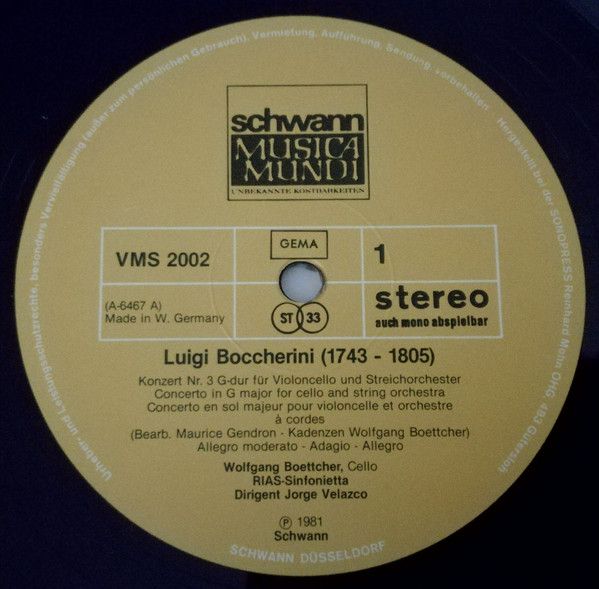 Urheber- und Leistungsschutzrechte, besonders Vervielfältigung (außer zum persönlichen Gebrauch), Vermietung, Aufführung, Sendung, vorbehalten
Hergestellt bei der SONOPRESS Reinhard Mohn OHG, 483 Gütersloh
schwann
MUSICA
MUNDI
UNBEKANNTE KOSTBARKEITEN
VMS 2002
GEMA
1
(A-6467 A)
Made in W. Germany
ST 33
stereo
auch mono abspielbar
Luigi Boccherini (1743 - 1805)
Konzert Nr. 3 G-dur für Violoncello und Streichorchester
Concerto in G major for cello and string orchestra
Concerto en sol majeur pour violoncelle et orchestre
à cordes
(Bearb. Maurice Gendron - Kadenzen Wolfgang Boettcher)
Allegro moderato - Adagio - Allegro
Wolfgang Boettcher, Cello
RIAS-Sinfonietta
Dirigent Jorge Velazco
Ⓟ 1981
Schwann
SCHWANN DÜSSELDORF